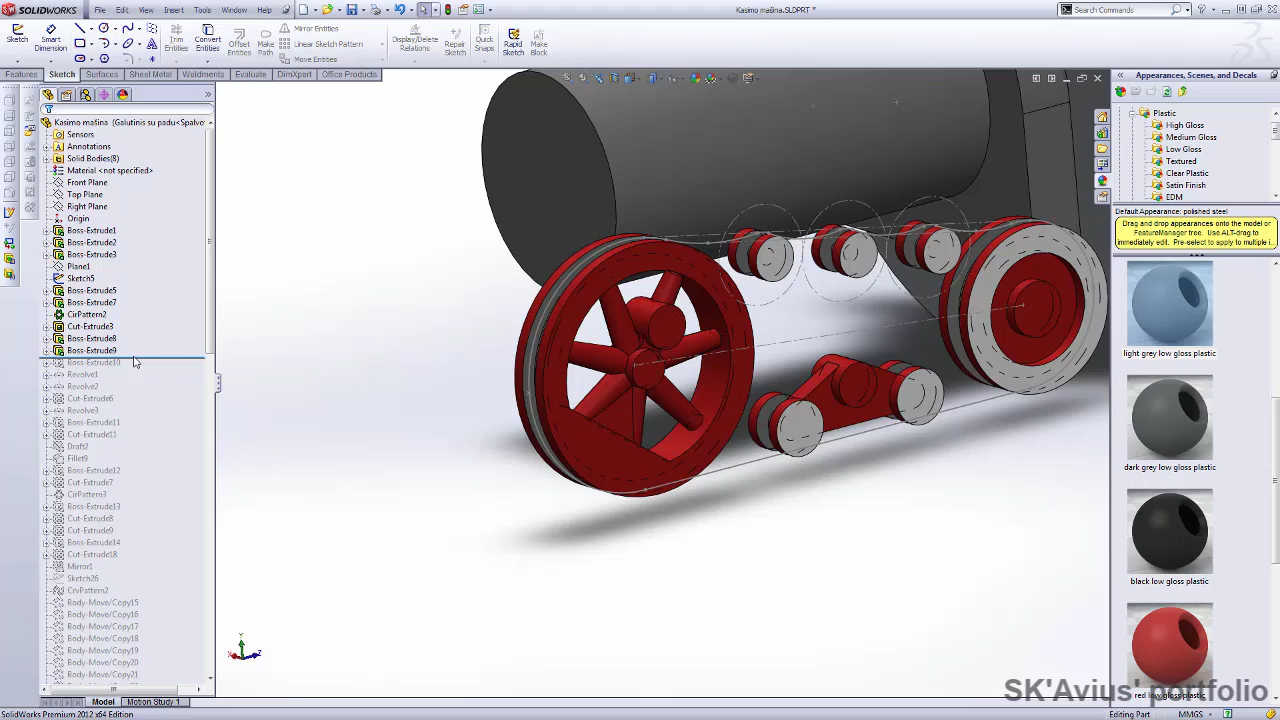 SOLIDWORKS File Edit View Insert Tools Window Help
Kasimo mašina.SLDPRT *
Search Commands
Sketch
Smart Dimension
Trim Entities
Convert Entities
Offset Entities
Make Path
Mirror Entities
Linear Sketch Pattern
Move Entities
Display/Delete Relations
Repair Sketch
Quick Snaps
Rapid Sketch
Make Block
Features Sketch Surfaces Sheet Metal Weldments Evaluate DimXpert Office Products
Kasimo mašina (Galutinis su padu<Spalvo
Sensors
Annotations
Solid Bodies(8)
Material <not specified>
Front Plane
Top Plane
Right Plane
Origin
Boss-Extrude1
Boss-Extrude2
Boss-Extrude3
Plane1
Sketch5
Boss-Extrude5
Boss-Extrude7
CirPattern2
Cut-Extrude3
Boss-Extrude8
Boss-Extrude9
Boss-Extrude10
Revolve1
Revolve2
Cut-Extrude6
Revolve3
Boss-Extrude11
Cut-Extrude11
Draft2
Fillet9
Boss-Extrude12
Cut-Extrude7
CirPattern3
Boss-Extrude13
Cut-Extrude8
Cut-Extrude9
Boss-Extrude14
Cut-Extrude18
Mirror1
Sketch26
CrvPattern2
Body-Move/Copy15
Body-Move/Copy16
Body-Move/Copy17
Body-Move/Copy18
Body-Move/Copy19
Body-Move/Copy20
Body-Move/Copy21
Y
X
Z
Appearances, Scenes, and Decals
Plastic
High Gloss
Medium Gloss
Low Gloss
Textured
Clear Plastic
Satin Finish
EDM
Default Appearance: polished steel
Drag and drop appearances onto the model or FeatureManager tree. Use ALT-drag to immediately edit. Pre-select to apply to multiple i...
light grey low gloss plastic
dark grey low gloss plastic
black low gloss plastic
red low gloss plastic
SK'Avius' portfolio
Model Motion Study 1
SolidWorks Premium 2012 x64 Edition
Editing Part
MMGS